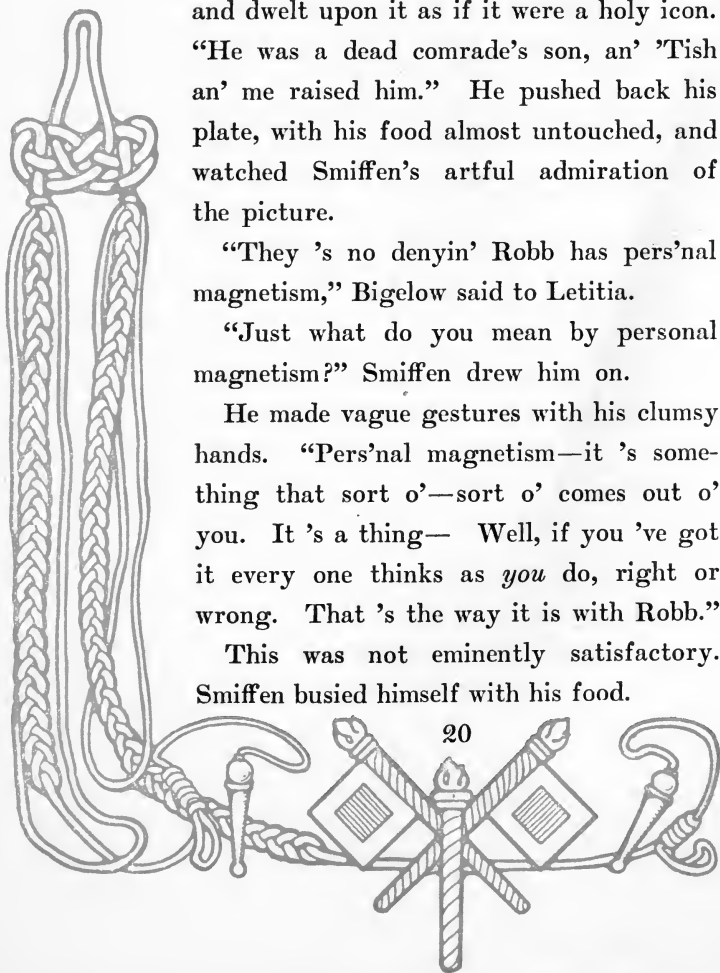 and dwelt upon it as if it were a holy icon.
“He was a dead comrade’s son, an’ ’Tish
an’ me raised him.” He pushed back his
plate, with his food almost untouched, and
watched Smiffen’s artful admiration of
the picture.
“They ’s no denyin’ Robb has pers’nal
magnetism,” Bigelow said to Letitia.
“Just what do you mean by personal
magnetism?” Smiffen drew him on.
He made vague gestures with his clumsy
hands. “Pers’nal magnetism—it ’s some-
thing that sort o’—sort o’ comes out o’
you. It ’s a thing— Well, if you ’ve got
it every one thinks as you do, right or
wrong. That ’s the way it is with Robb.”
This was not eminently satisfactory.
Smiffen busied himself with his food.
20